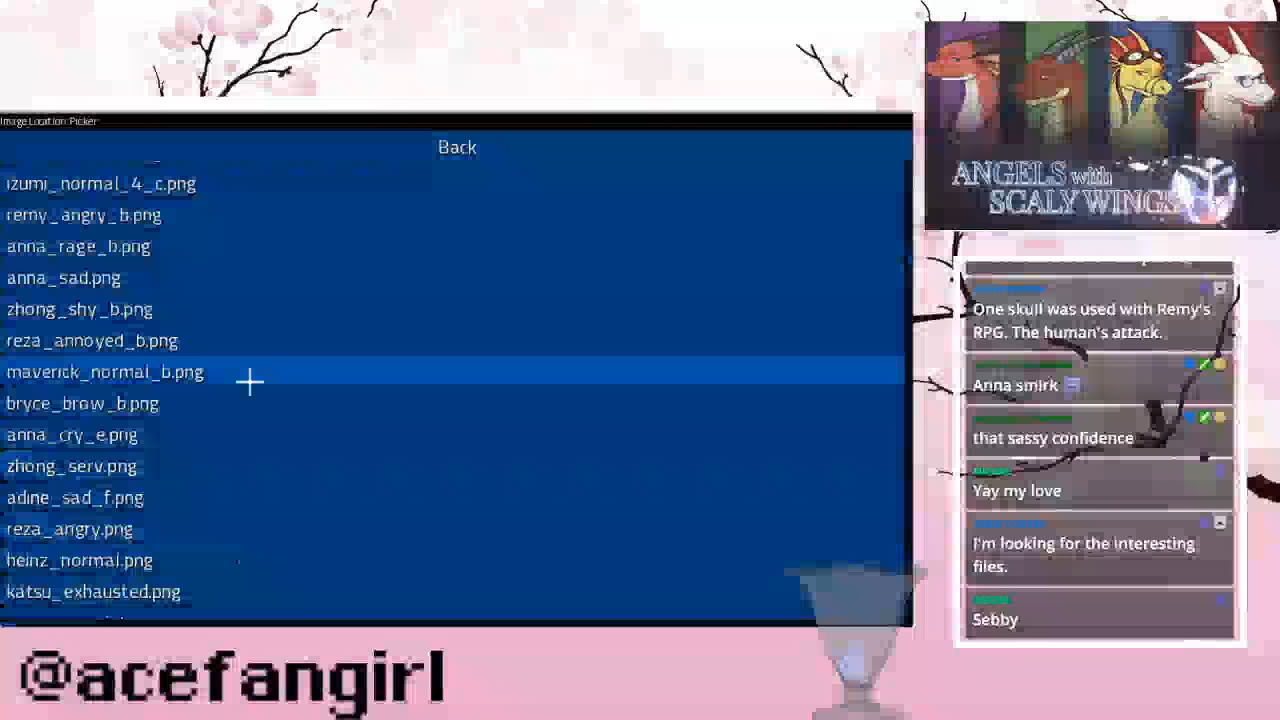 ImageLocation Picker
Back
izumi_normal_4_c.png
remy_angry_b.png
anna_rage_b.png
anna_sad.png
zhong_shy_b.png
reza_annoyed_b.png
maverick_normal_b.png
bryce_brow_b.png
anna_cry_e.png
zhong_serv.png
adine_sad_f.png
reza_angry.png
heinz_normal.png
katsu_exhausted.png
@acefangirl
ANGELS with
SCALY WINGS
One skull was used with Remy's
RPG. The human's attack.
Anna smirk
that sassy confidence
Yay my love
I'm looking for the interesting
files.
Sebby